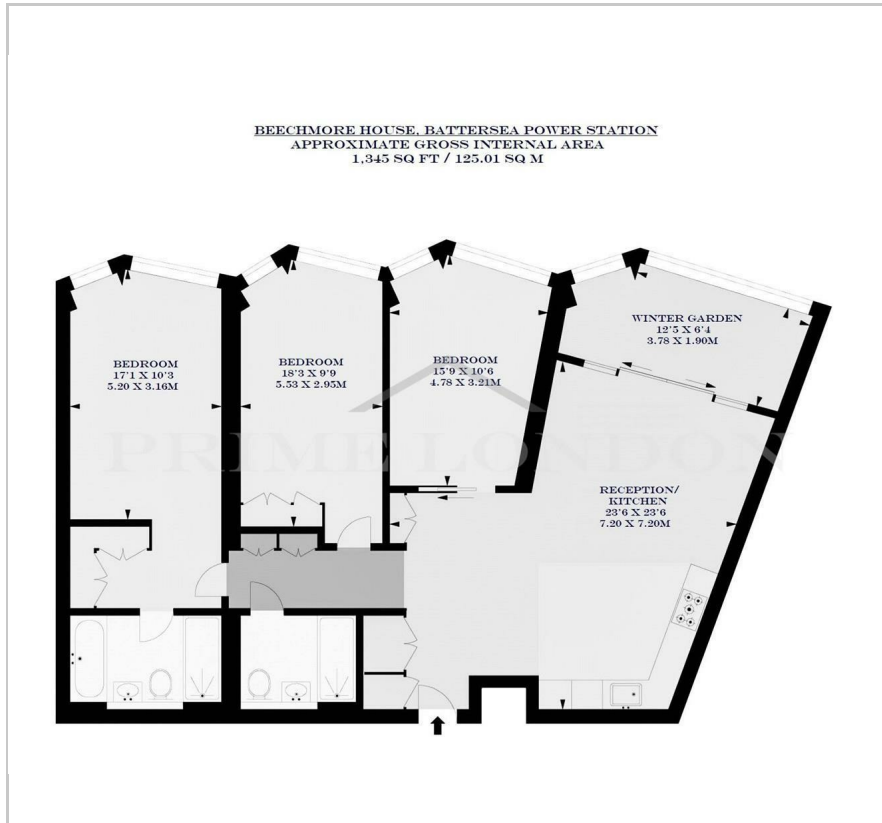 BEECHMORE HOUSE, BATTERSEA POWER STATION
APPROXIMATE GROSS INTERNAL AREA
1,345 SQ FT / 125.01 SQ M
WINTER GARDEN
12'5 X 6'4
3.78 X 1.90M
BEDROOM
17'1 X 10'3
5.20 X 3.16M
BEDROOM
18'3 X 9'9
5.53 X 2.95M
BEDROOM
15'9 X 10'6
4.78 X 3.21M
PRIME LONDON
RECEPTION/
KITCHEN
23'6 X 23'6
7.20 X 7.20M